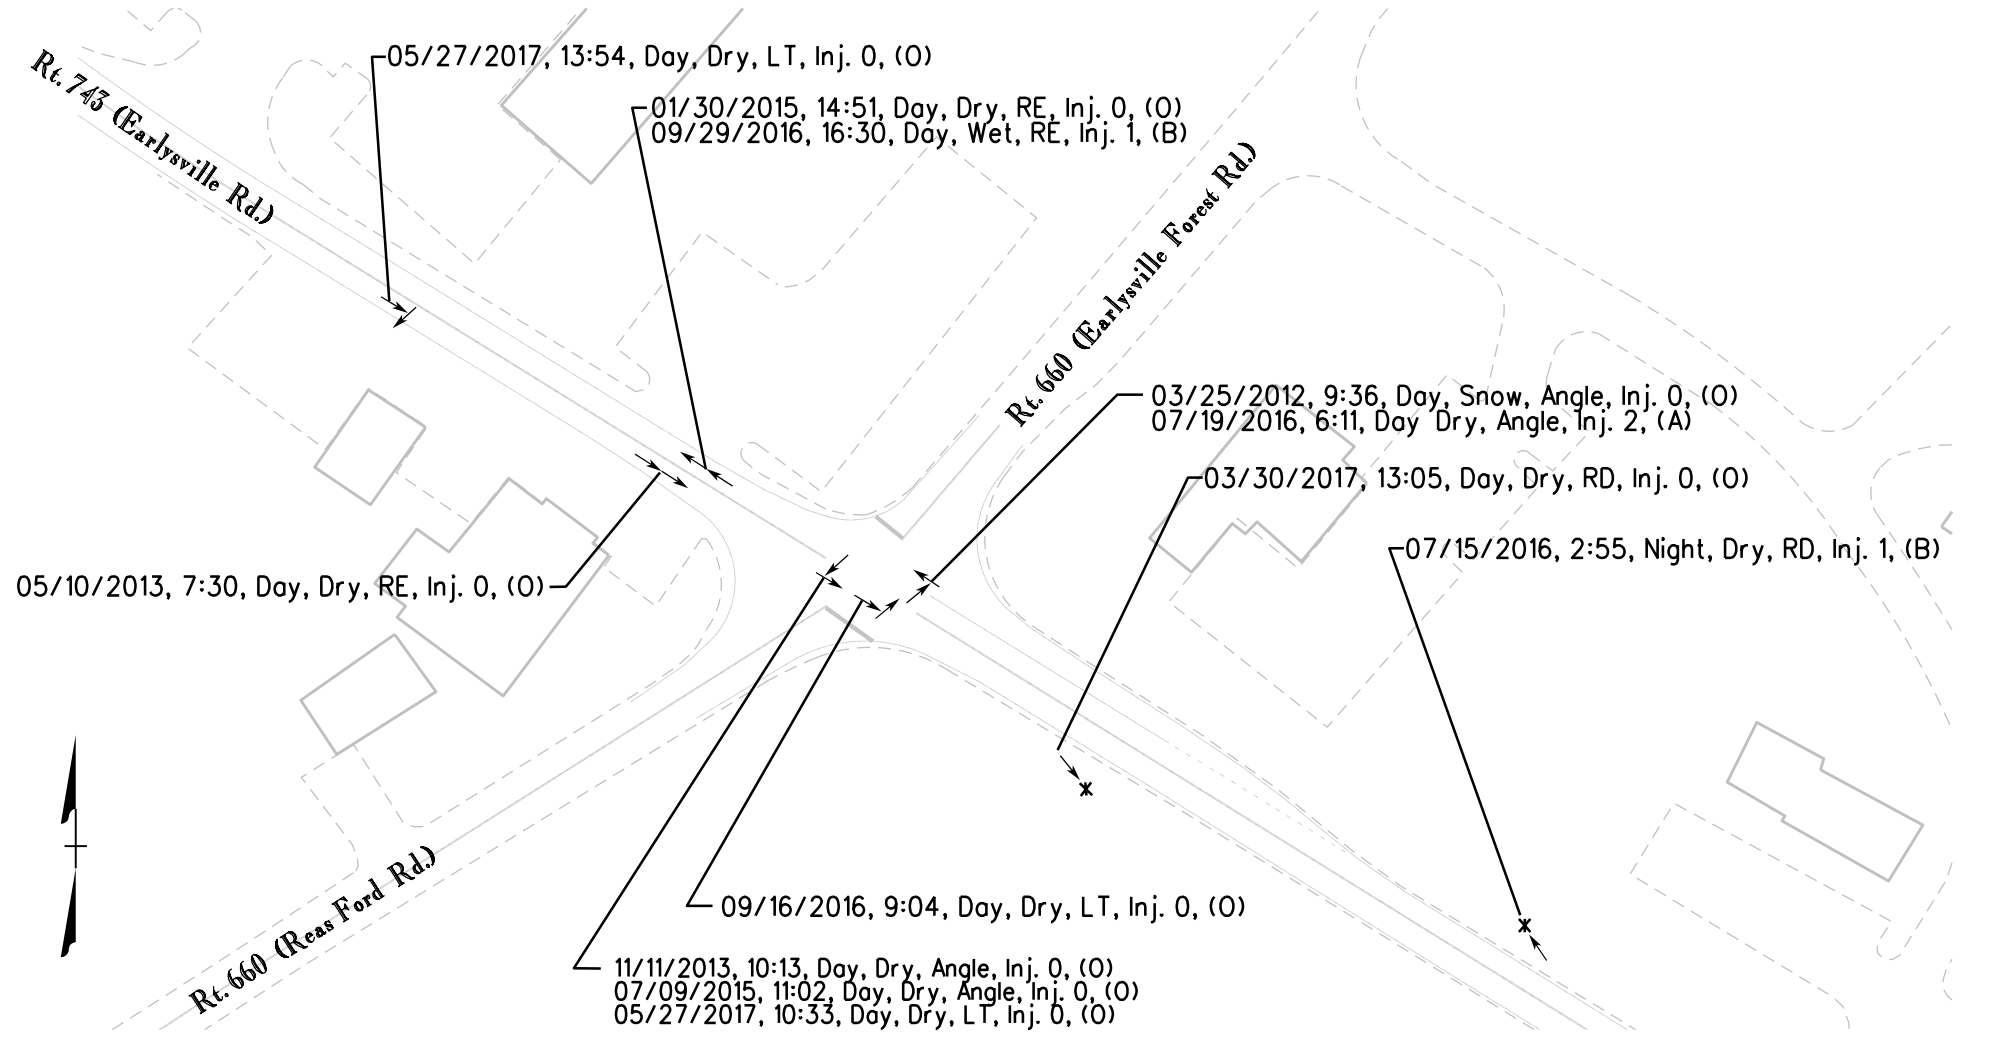 Rt. 743 (Earlysville Rd.)
05/27/2017, 13:54, Day, Dry, LT, Inj. 0, (O)
01/30/2015, 14:51, Day, Dry, RE, Inj. 0, (O)
09/29/2016, 16:30, Day, Wet, RE, Inj. 1, (B)
Rt. 660 (Earlysville Forest Rd.)
03/25/2012, 9:36, Day, Snow, Angle, Inj. 0, (O)
07/19/2016, 6:11, Day Dry, Angle, Inj. 2, (A)
03/30/2017, 13:05, Day, Dry, RD, Inj. 0, (O)
07/15/2016, 2:55, Night, Dry, RD, Inj. 1, (B)
05/10/2013, 7:30, Day, Dry, RE, Inj. 0, (O)
Rt. 660 (Reas Ford Rd.)
09/16/2016, 9:04, Day, Dry, LT, Inj. 0, (O)
11/11/2013, 10:13, Day, Dry, Angle, Inj. 0, (O)
07/09/2015, 11:02, Day, Dry, Angle, Inj. 0, (O)
05/27/2017, 10:33, Day, Dry, LT, Inj. 0, (O)